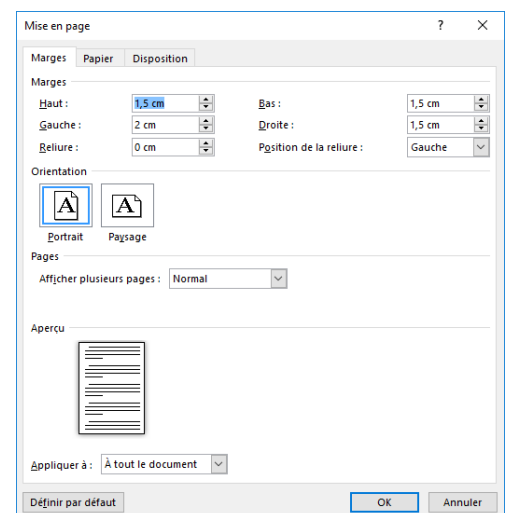 Mise en page ? ×
Marges Papier Disposition
Marges
Haut : 1,5 cm Bas : 1,5 cm
Gauche : 2 cm Droite : 1,5 cm
Reliure : 0 cm Position de la reliure : Gauche
Orientation
A A
Portrait Paysage
Pages
Afficher plusieurs pages : Normal
Aperçu
Appliquer à : À tout le document
Définir par défaut OK Annuler